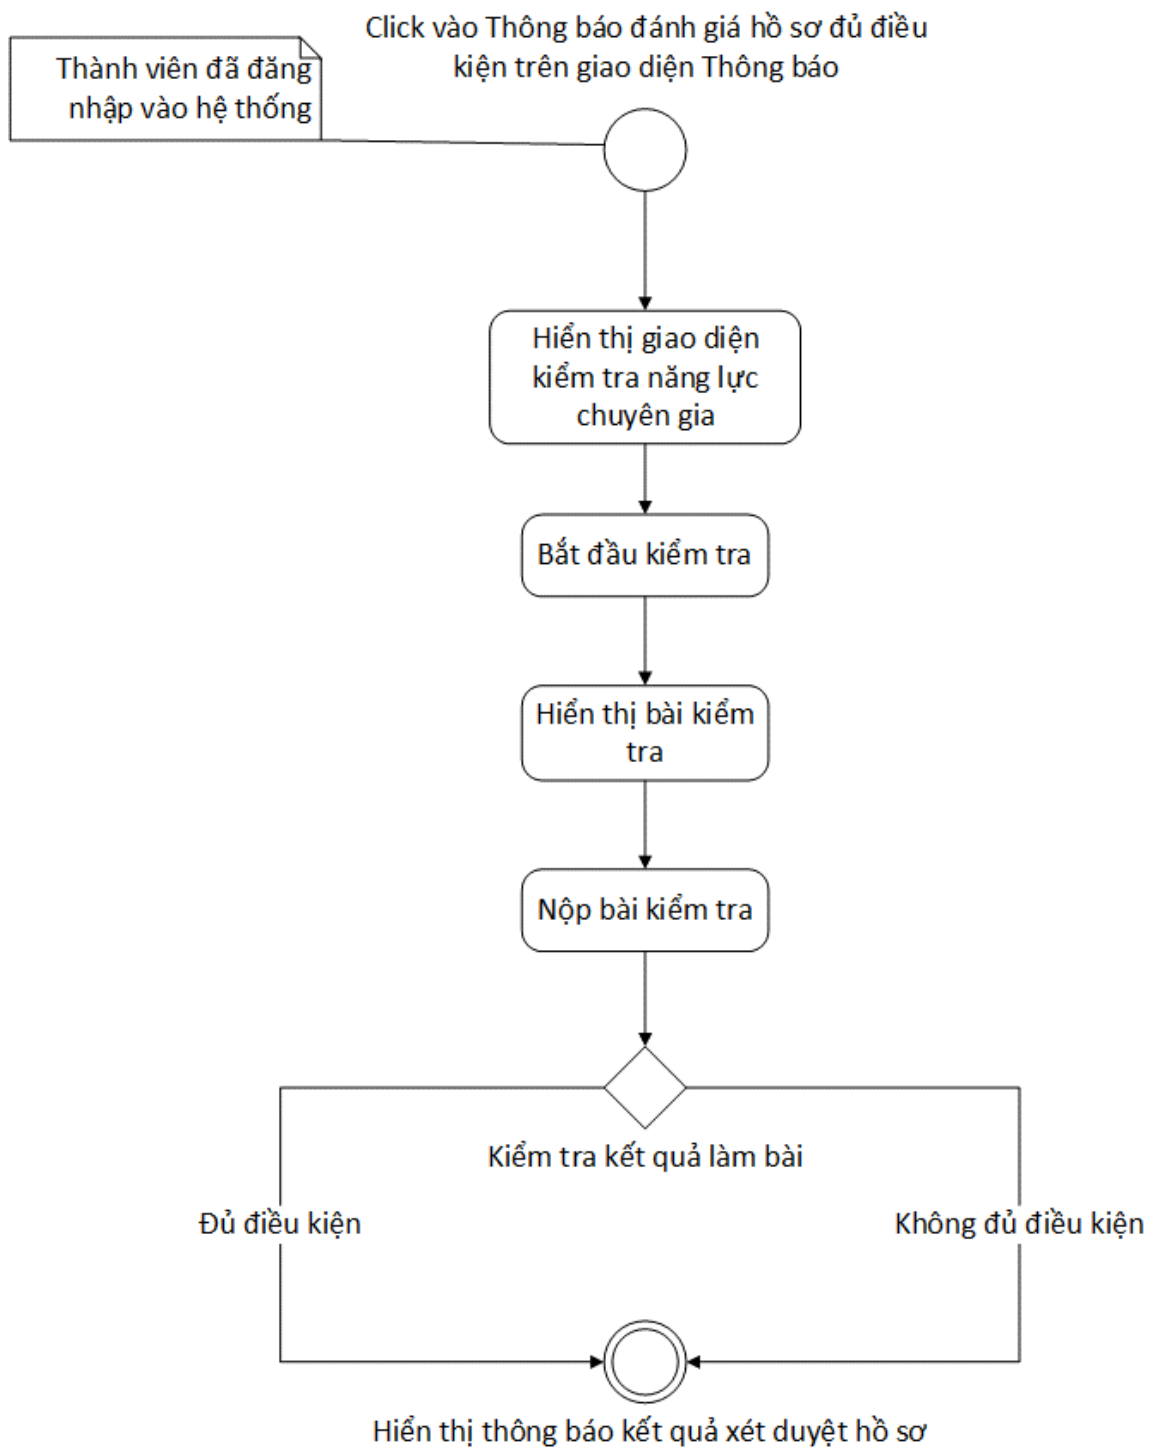 Click vào Thông báo đánh giá hồ sơ đủ điều
kiện trên giao diện Thông báo
Thành viên đã đăng
nhập vào hệ thống
Hiển thị giao diện
kiểm tra năng lực
chuyên gia
Bắt đầu kiểm tra
Hiển thị bài kiểm
tra
Nộp bài kiểm tra
Kiểm tra kết quả làm bài
Đủ điều kiện
Không đủ điều kiện
Hiển thị thông báo kết quả xét duyệt hồ sơ